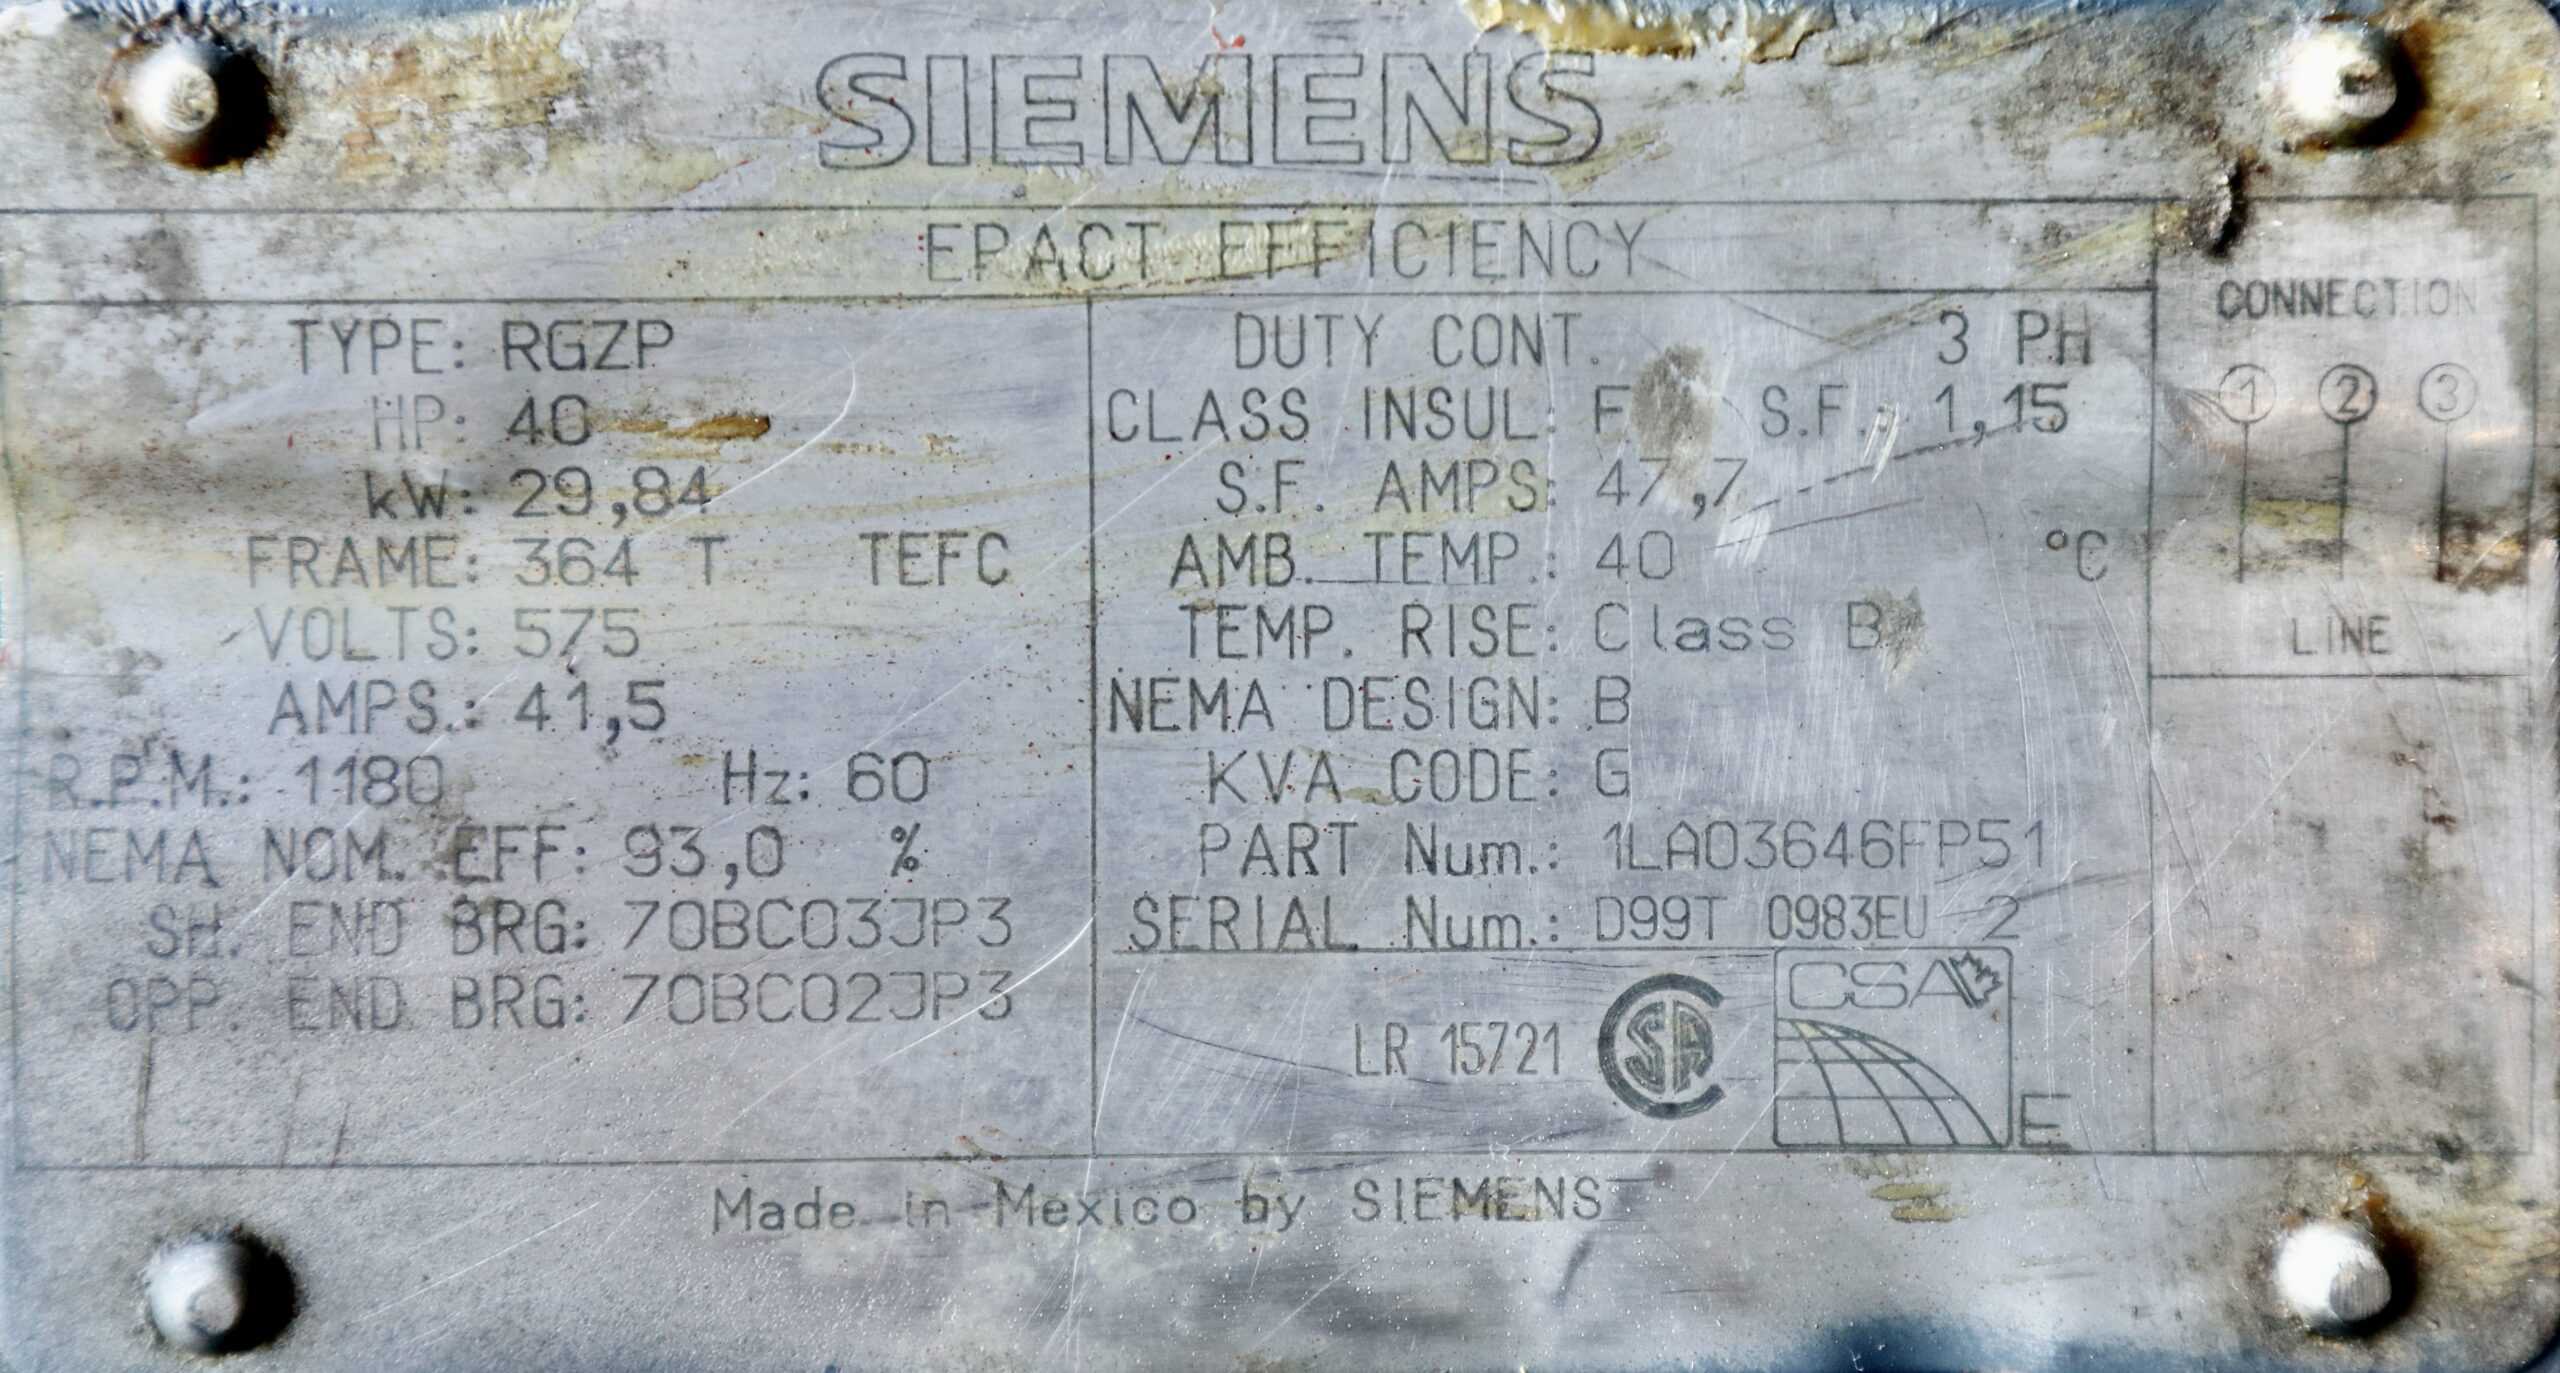 SIEMENS
EPACT EFFICIENCY
TYPE: RGZP
HP: 40
kW: 29,84
FRAME: 364 T TEFC
VOLTS: 575
AMPS.: 41,5
R.P.M.: 1180 Hz: 60
NEMA NOM. EFF: 93,0 %
SH. END BRG: 70BC03JP3
OPP. END BRG: 70BC02JP3
DUTY CONT. 3 PH
CLASS INSUL: F S.F. 1,15
S.F. AMPS: 47,7
AMB. TEMP.: 40 °C
TEMP. RISE: Class B
NEMA DESIGN: B
KVA CODE: G
PART Num.: 1LA03646FP51
SERIAL Num.: D99T 0983EU 2
LR 15721 CSA CSA E
CONNECTION
1 2 3
LINE
Made in Mexico by SIEMENS